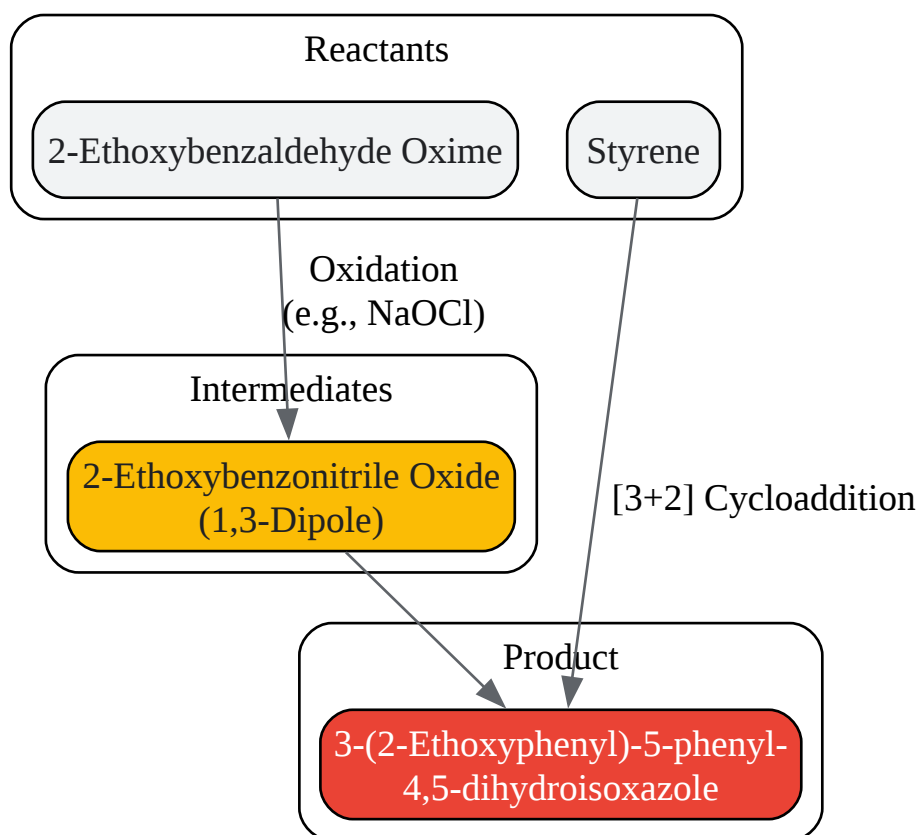 Reactants
2-Ethoxybenzaldehyde Oxime
Styrene
Oxidation
(e.g., NaOCl)
Intermediates
2-Ethoxybenzonitrile Oxide
(1,3-Dipole)
[3+2] Cycloaddition
Product
3-(2-Ethoxyphenyl)-5-phenyl-
4,5-dihydroisoxazole